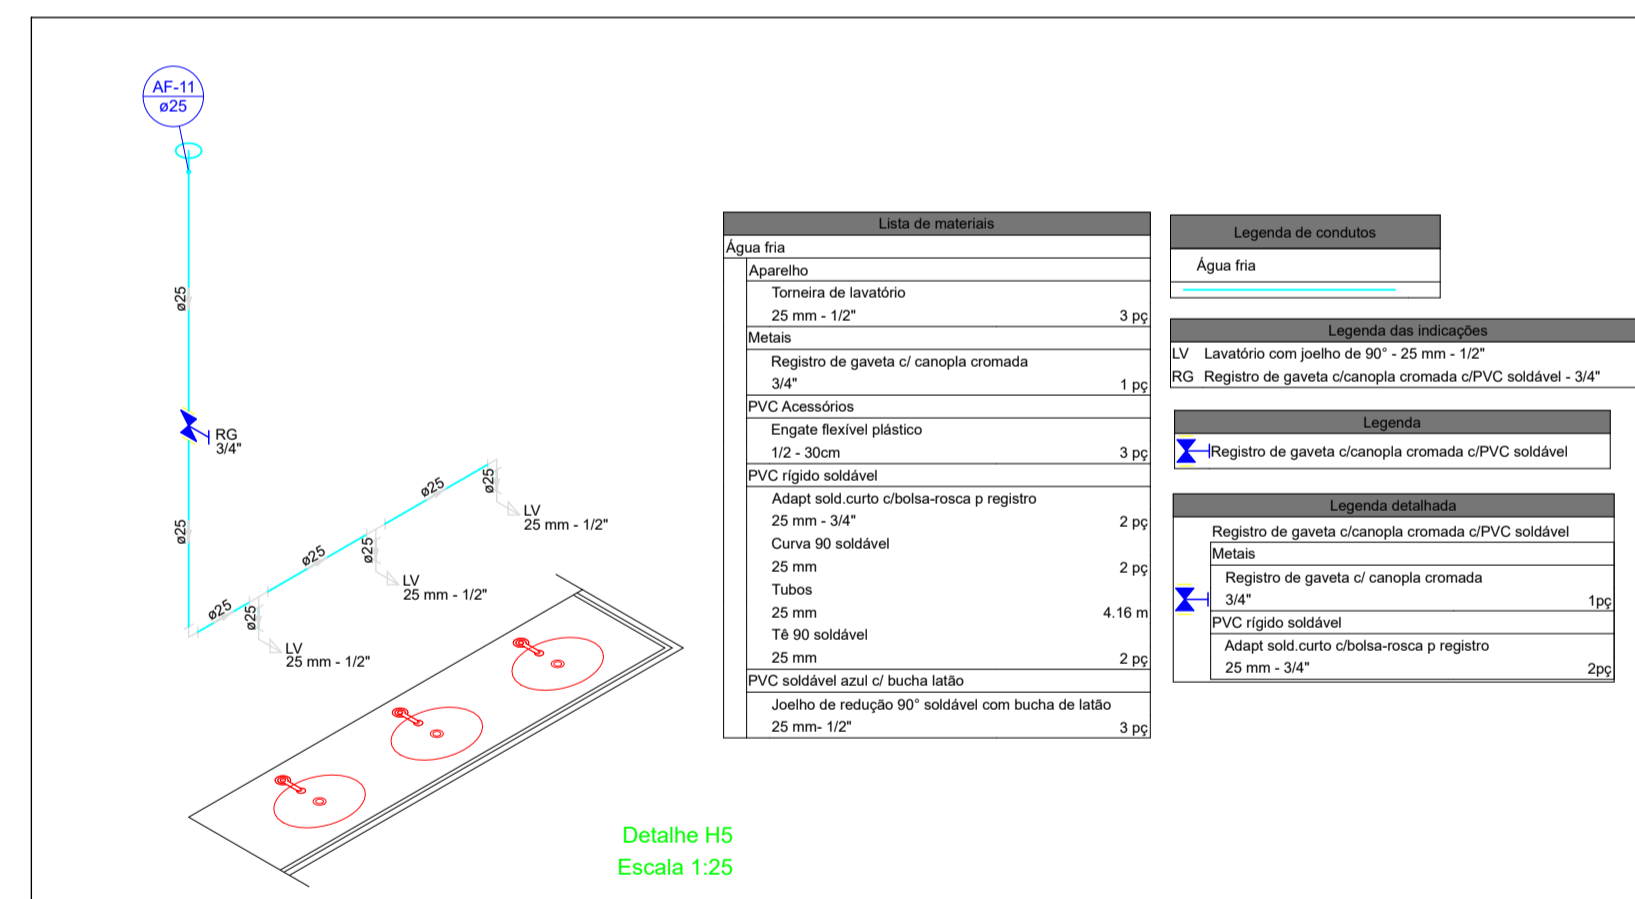 AF-11
ø25
ø25
RG
3/4"
ø25
ø25
ø25
LV
25 mm - 1/2"
ø25
ø25
LV
25 mm - 1/2"
ø25
ø25
LV
25 mm - 1/2"
Detalhe H5
Escala 1:25
Lista de materiais
Água fria
Aparelho
Torneira de lavatório
25 mm - 1/2" 3 pç
Metais
Registro de gaveta c/ canopla cromada
3/4" 1 pç
PVC Acessórios
Engate flexível plástico
1/2 - 30cm 3 pç
PVC rígido soldável
Adapt sold.curto c/bolsa-rosca p registro
25 mm - 3/4" 2 pç
Curva 90 soldável
25 mm 2 pç
Tubos
25 mm 4.16 m
Tê 90 soldável
25 mm 2 pç
PVC soldável azul c/ bucha latão
Joelho de redução 90° soldável com bucha de latão
25 mm- 1/2" 3 pç
Legenda de condutos
Água fria
Legenda das indicações
LV Lavatório com joelho de 90° - 25 mm - 1/2"
RG Registro de gaveta c/canopla cromada c/PVC soldável - 3/4"
Legenda
Registro de gaveta c/canopla cromada c/PVC soldável
Legenda detalhada
Registro de gaveta c/canopla cromada c/PVC soldável
Metais
Registro de gaveta c/ canopla cromada
3/4" 1pç
PVC rígido soldável
Adapt sold.curto c/bolsa-rosca p registro
25 mm - 3/4" 2pç